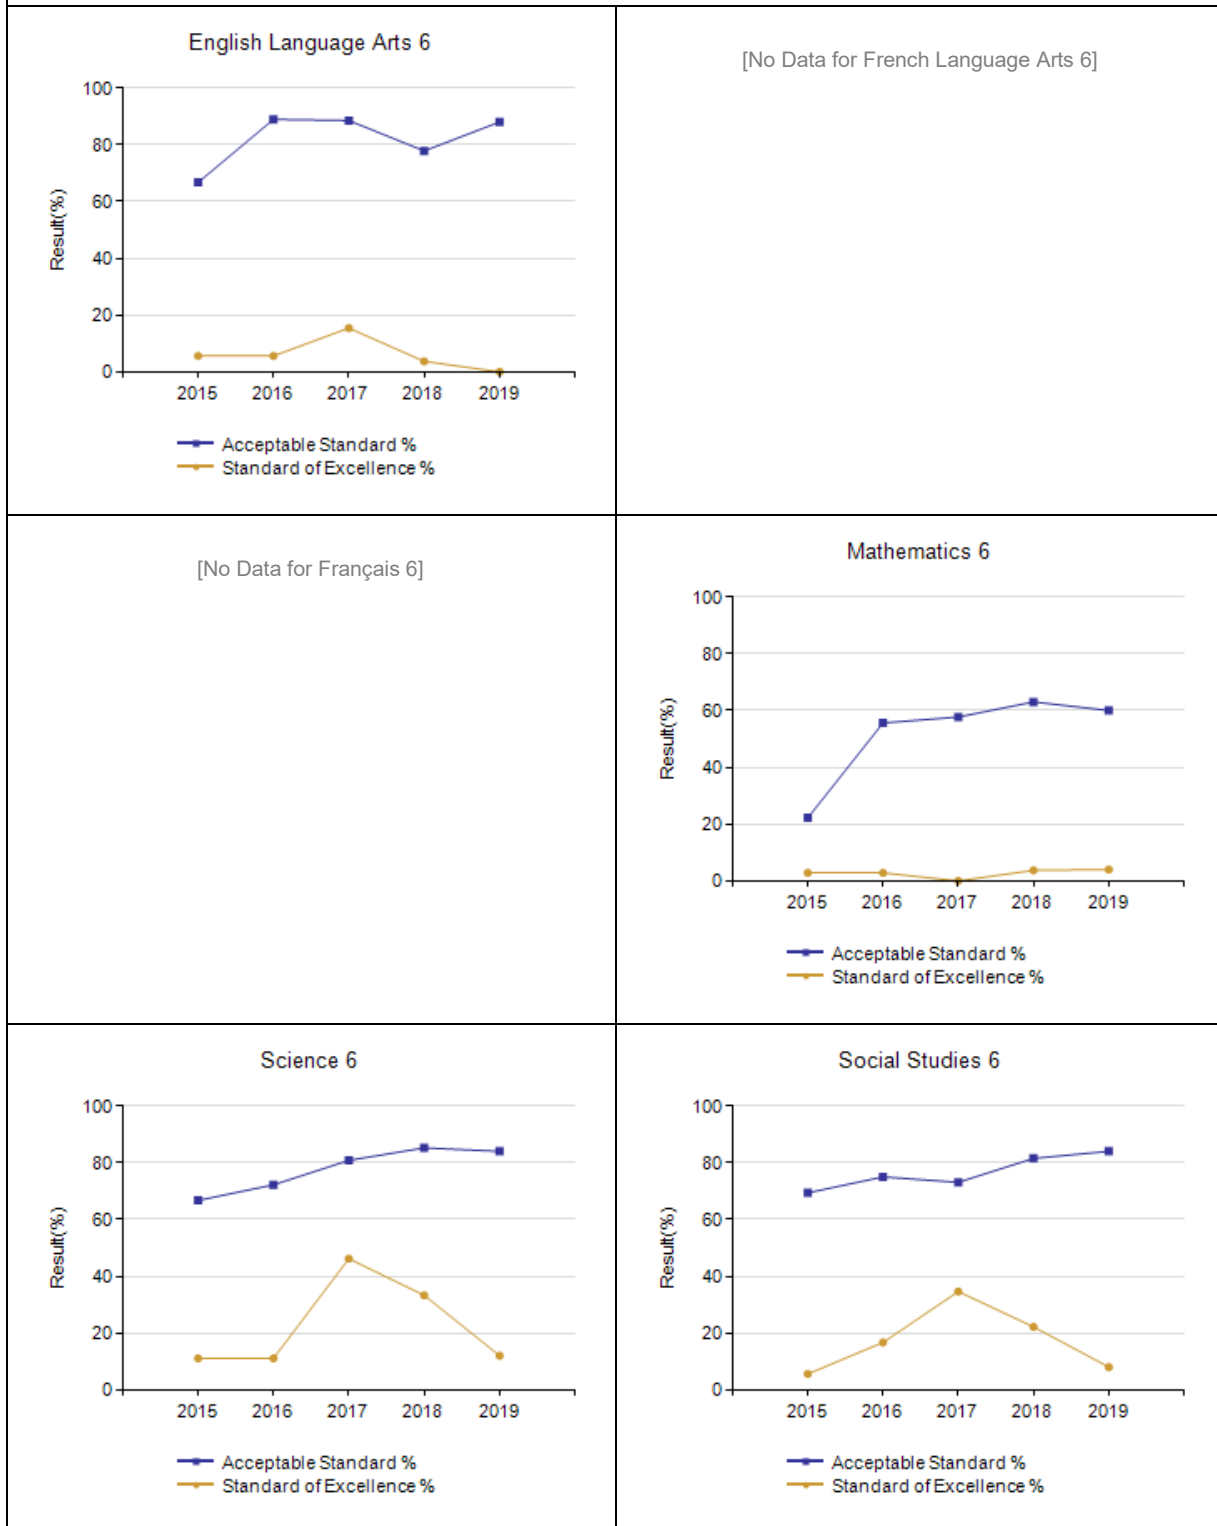 English Language Arts 6
100
80
60
40
20
0
Result(%)
2015 2016 2017 2018 2019
Acceptable Standard %
Standard of Excellence %
[No Data for French Language Arts 6]
[No Data for Français 6]
Mathematics 6
100
80
60
40
20
0
Result(%)
2015 2016 2017 2018 2019
Acceptable Standard %
Standard of Excellence %
Science 6
100
80
60
40
20
0
Result(%)
2015 2016 2017 2018 2019
Acceptable Standard %
Standard of Excellence %
Social Studies 6
100
80
60
40
20
0
Result(%)
2015 2016 2017 2018 2019
Acceptable Standard %
Standard of Excellence %